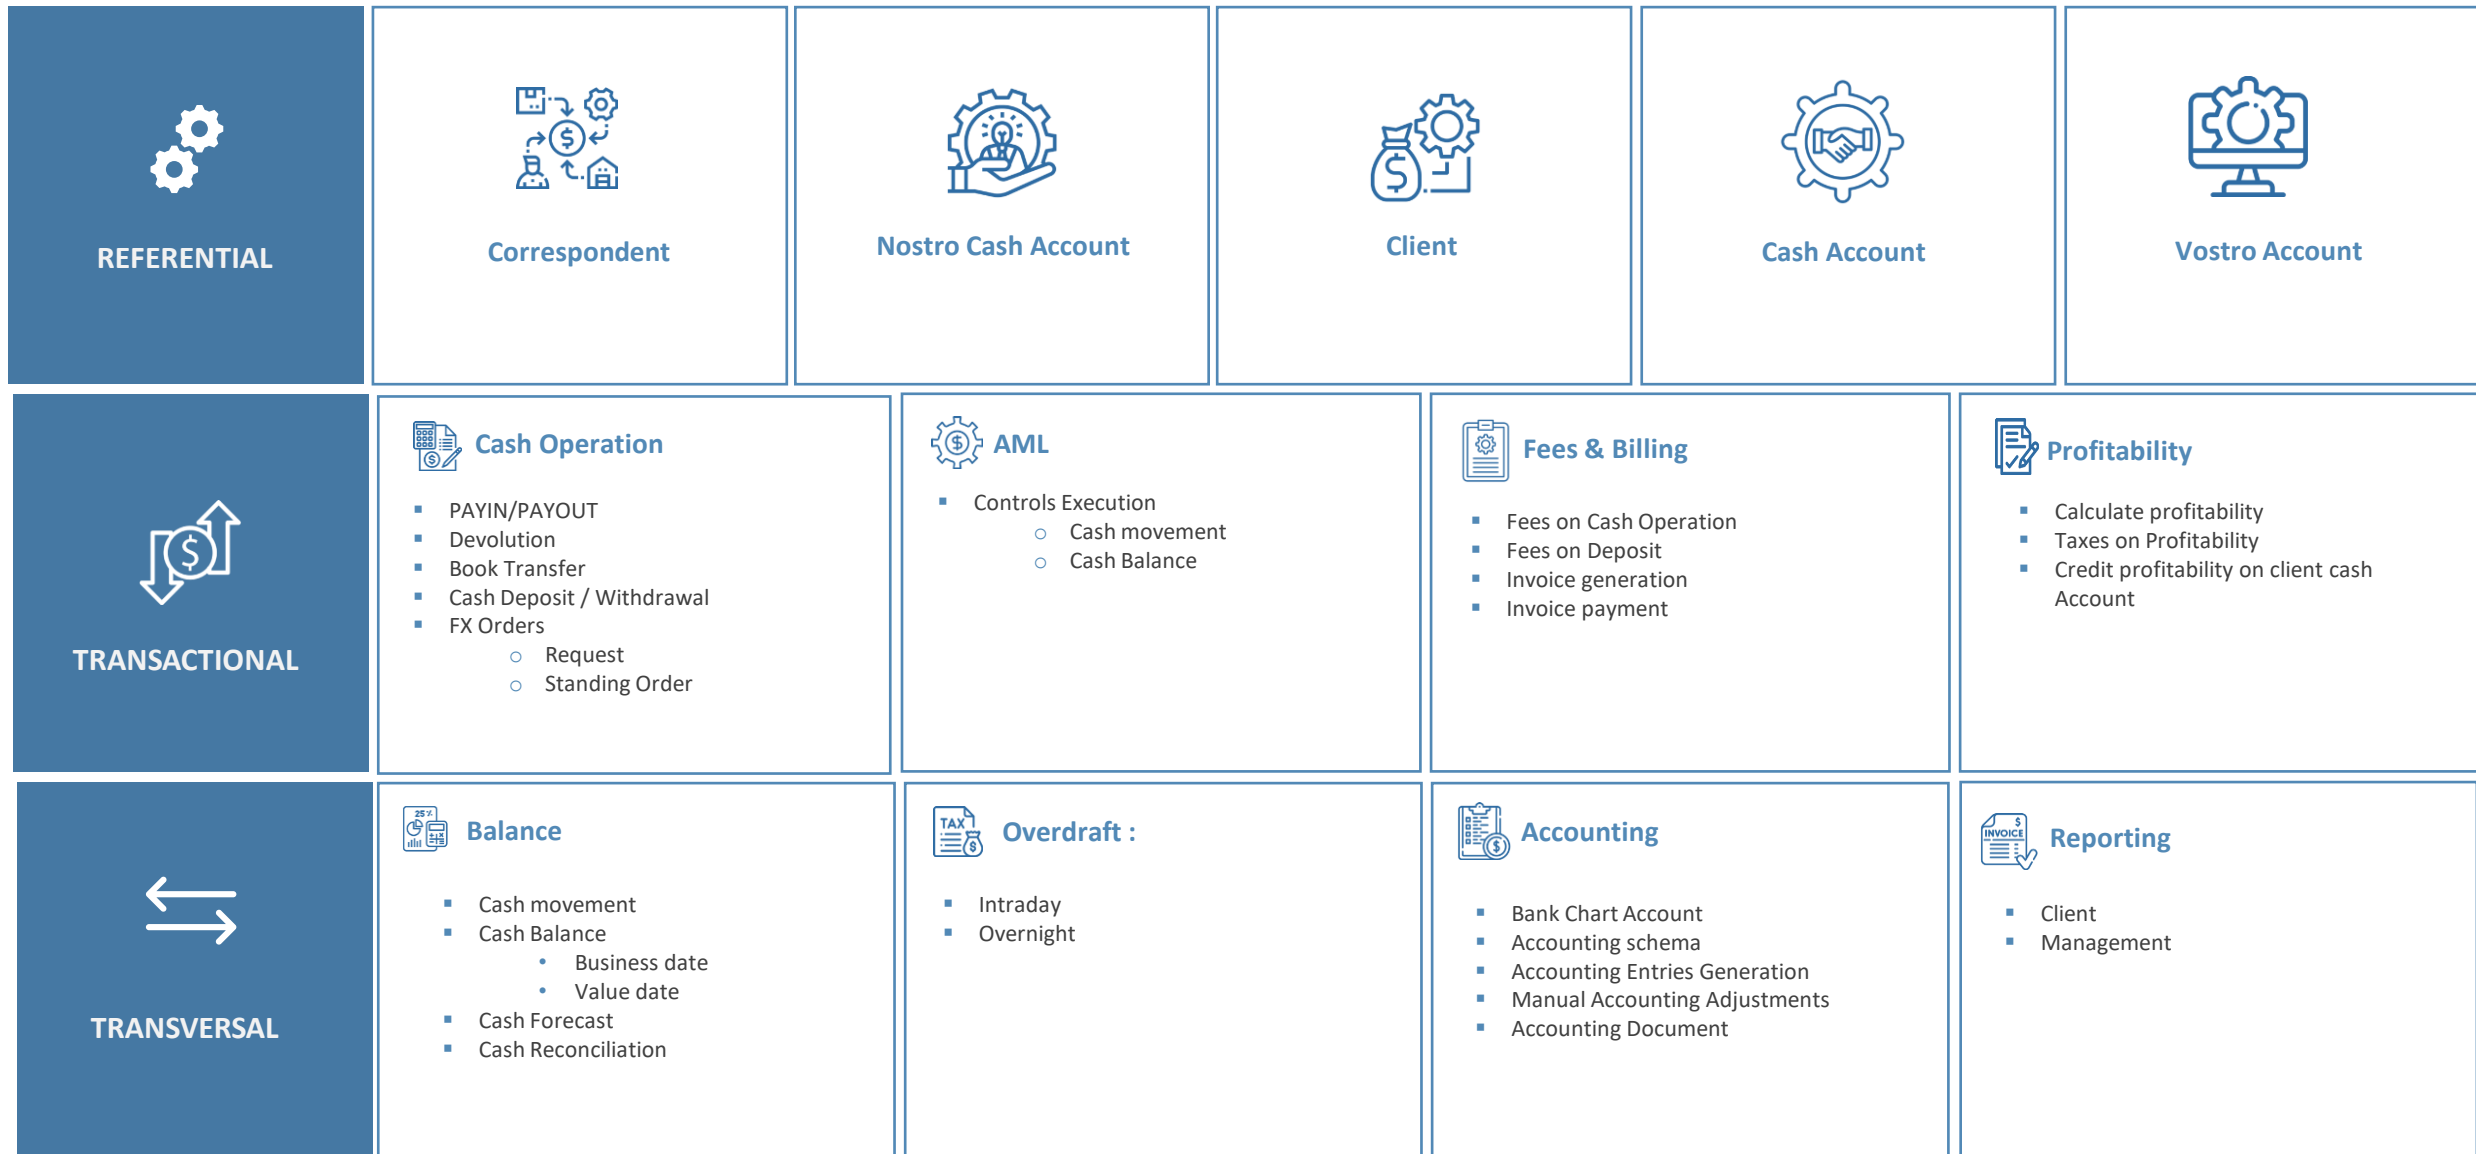 REFERENTIAL
Correspondent
Nostro Cash Account
Client
Cash Account
Vostro Account
TRANSACTIONAL
Cash Operation
PAYIN/PAYOUT
Devolution
Book Transfer
Cash Deposit / Withdrawal
FX Orders
Request
Standing Order
AML
Controls Execution
Cash movement
Cash Balance
Fees & Billing
Fees on Cash Operation
Fees on Deposit
Invoice generation
Invoice payment
Profitability
Calculate profitability
Taxes on Profitability
Credit profitability on client cash
Account
TRANSVERSAL
25%
Balance
Cash movement
Cash Balance
Business date
Value date
Cash Forecast
Cash Reconciliation
TAX
Overdraft :
Intraday
Overnight
Accounting
Bank Chart Account
Accounting schema
Accounting Entries Generation
Manual Accounting Adjustments
Accounting Document
INVOICE
Reporting
Client
Management